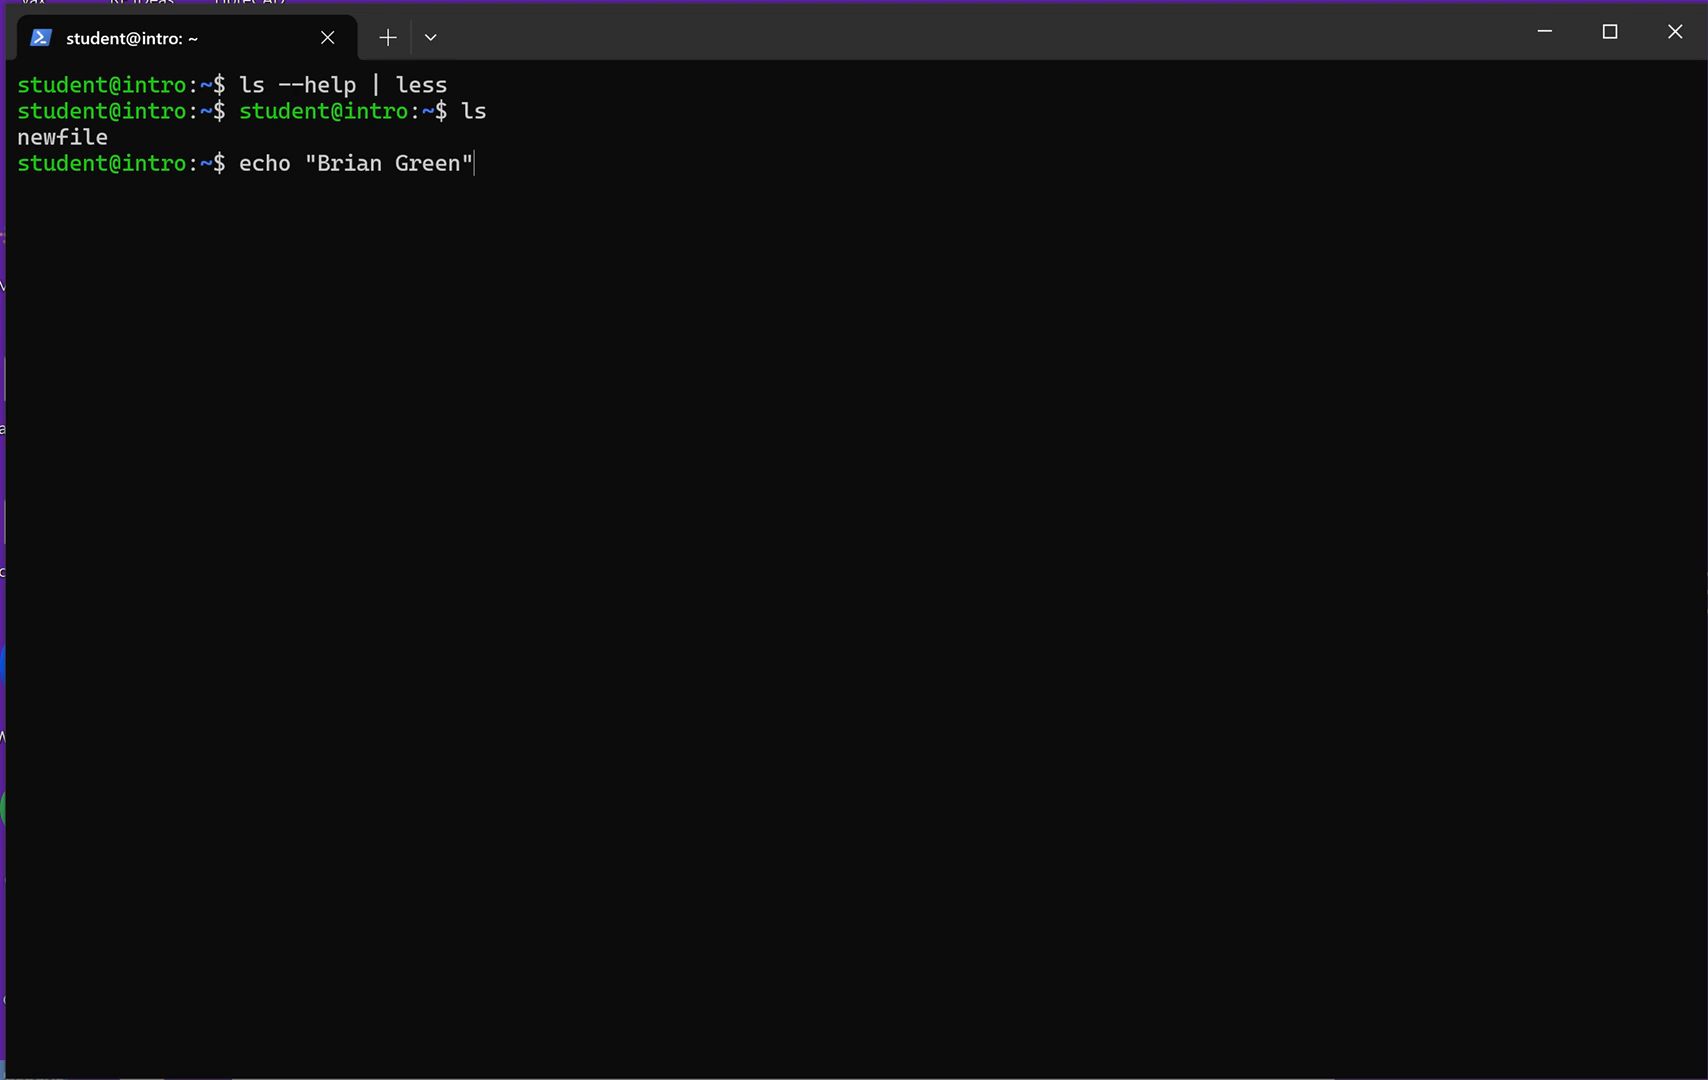 student@intro: ~
student@intro:~$ ls --help | less
student@intro:~$ student@intro:~$ ls
newfile
student@intro:~$ echo "Brian Green"